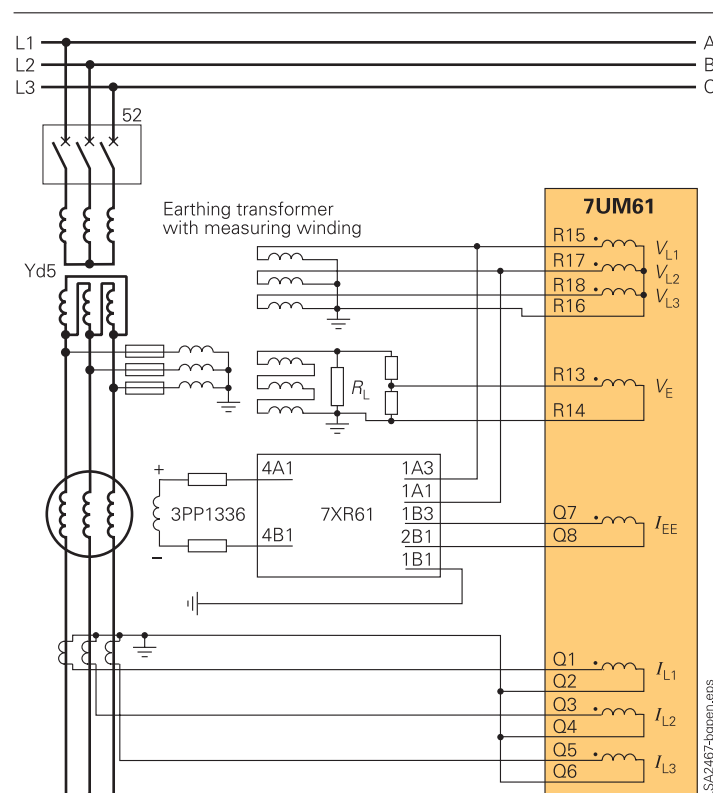 L1 A
L2 B
L3 C
52
Earthing transformer
with measuring winding
Yd5
7UM61
R15 VL1
R17 VL2
R18 VL3
R16
RL
R13 VE
R14
+
4A1 1A3
1A1
3PP1336 7XR61 1B3
4B1 2B1
1B1
−
Q7 IEE
Q8
Q1 IL1
Q2
Q3 IL2
Q4
Q5 IL3
Q6
LSA2467-bgpen.eps